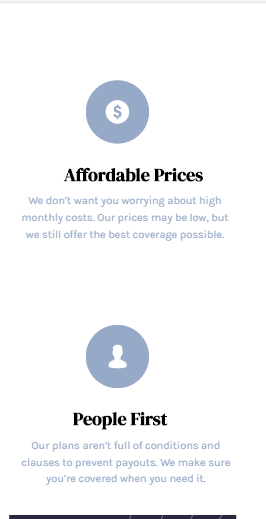 $
Affordable Prices
We don't want you worrying about high
monthly costs. Our prices may be low, but
we still offer the best coverage possible.
People First
Our plans aren't full of conditions and
clauses to prevent payouts. We make sure
you're covered when you need it.